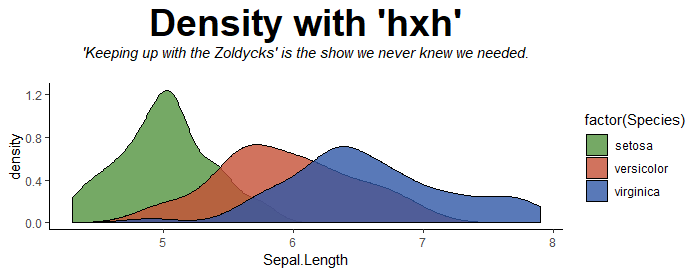 Density with 'hxh'
'Keeping up with the Zoldycks' is the show we never knew we needed.
density
1.2
0.8
0.4
0.0
5
6
7
8
Sepal.Length
factor(Species)
setosa
versicolor
virginica